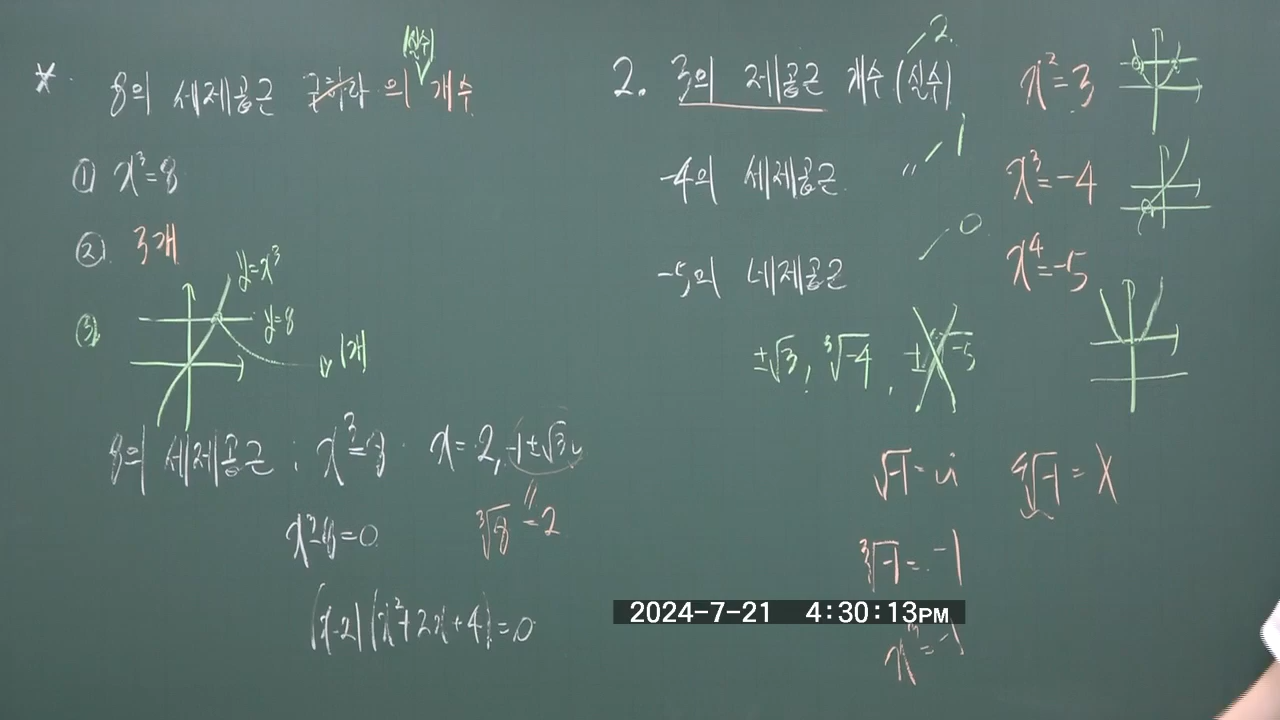 * 8의 세제곱근 구하라 의 (실수) 개수
① x³=8
② 3개
③
y=x³
y=8
1개
8의 세제곱근 : x³=8 x=2, -1±√3i
x³-8=0
³√8=2
(x-2)(x²+2x+4)=0
2. 3의 제곱근 개수 (실수) 2
x²=3
-4의 세제곱근 〃 1
x³=-4
-5의 네제곱근 0
x⁴=-5
±√3, ³√-4, ±
√-1=i
⁴√-1=X
³√-1=-1
2024-7-21 4:30:13PM